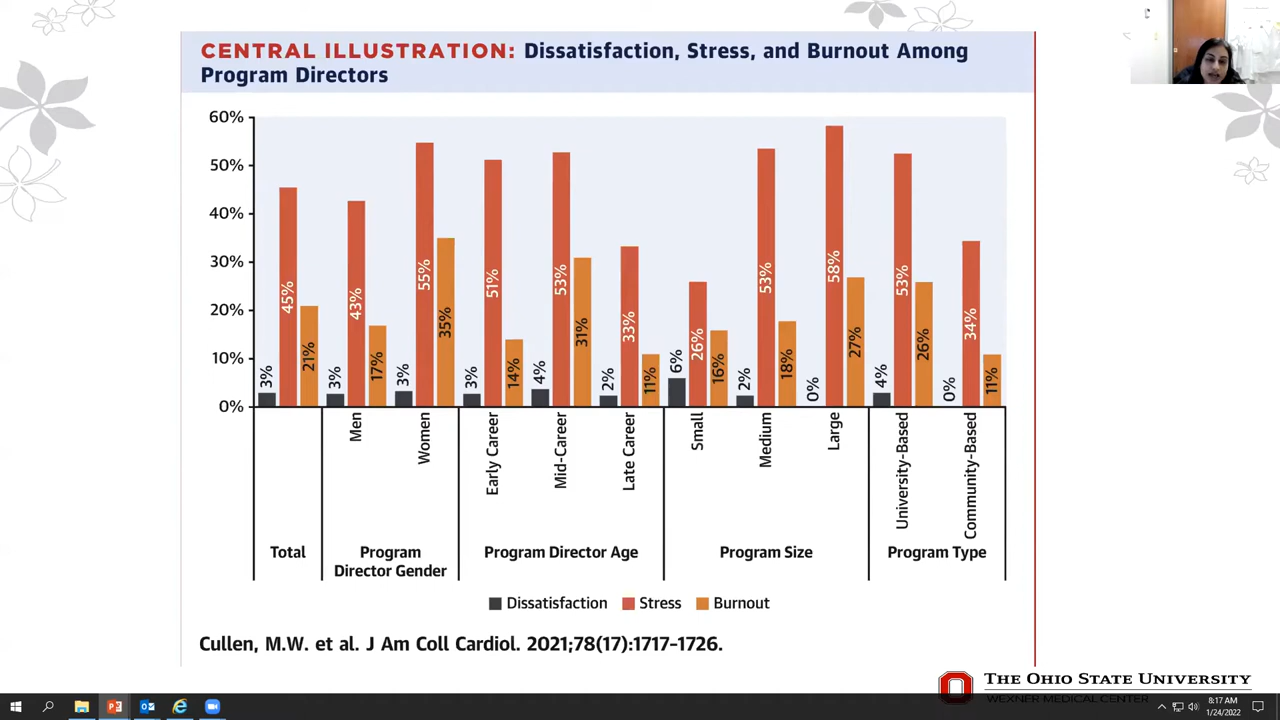 CENTRAL ILLUSTRATION: Dissatisfaction, Stress, and Burnout Among
Program Directors
60%
50%
40%
30%
20%
10%
0%
3%
45%
21%
3%
43%
17%
3%
55%
35%
3%
51%
14%
4%
53%
31%
2%
33%
11%
6%
26%
16%
2%
53%
18%
0%
58%
27%
4%
53%
26%
0%
34%
11%
Men
Women
Early Career
Mid-Career
Late Career
Small
Medium
Large
University-Based
Community-Based
Total
Program
Director Gender
Program Director Age
Program Size
Program Type
Dissatisfaction
Stress
Burnout
Cullen, M.W. et al. J Am Coll Cardiol. 2021;78(17):1717-1726.
THE OHIO STATE UNIVERSITY
WEXNER MEDICAL CENTER
8:17 AM
1/24/2022